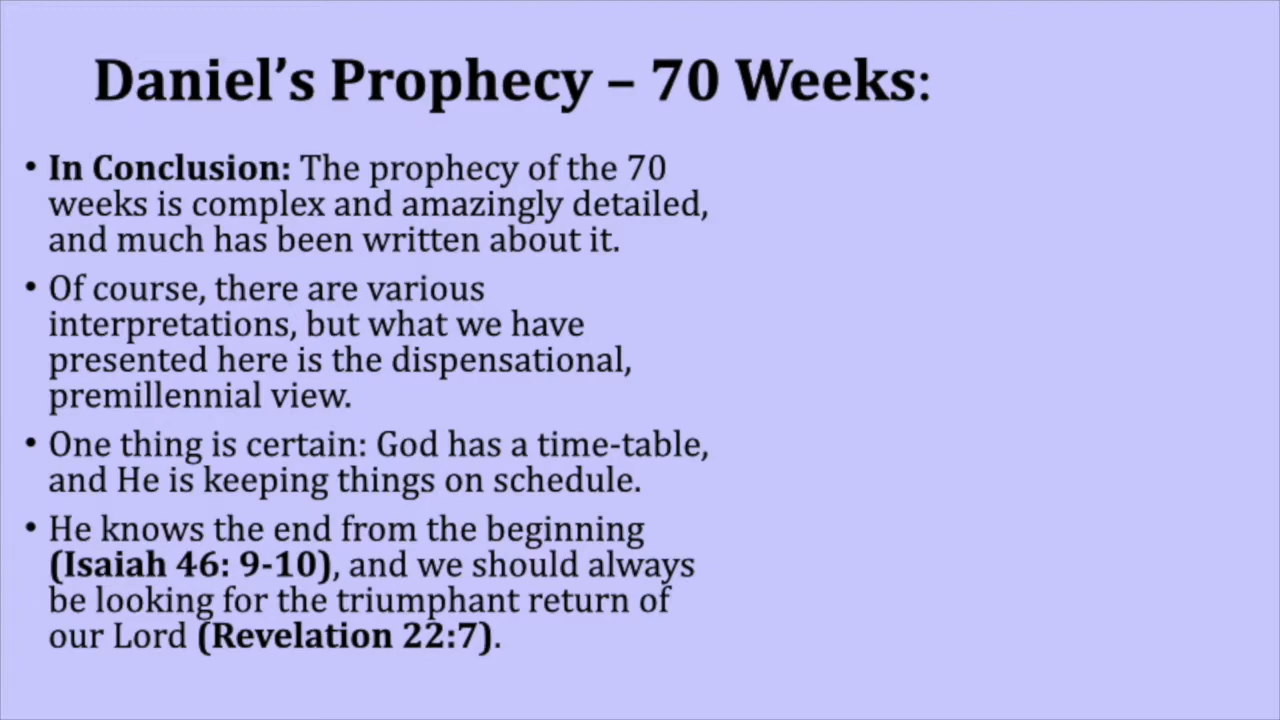 Daniel’s Prophecy – 70 Weeks:
• In Conclusion: The prophecy of the 70
weeks is complex and amazingly detailed,
and much has been written about it.
• Of course, there are various
interpretations, but what we have
presented here is the dispensational,
premillennial view.
• One thing is certain: God has a time-table,
and He is keeping things on schedule.
• He knows the end from the beginning
(Isaiah 46: 9-10), and we should always
be looking for the triumphant return of
our Lord (Revelation 22:7).